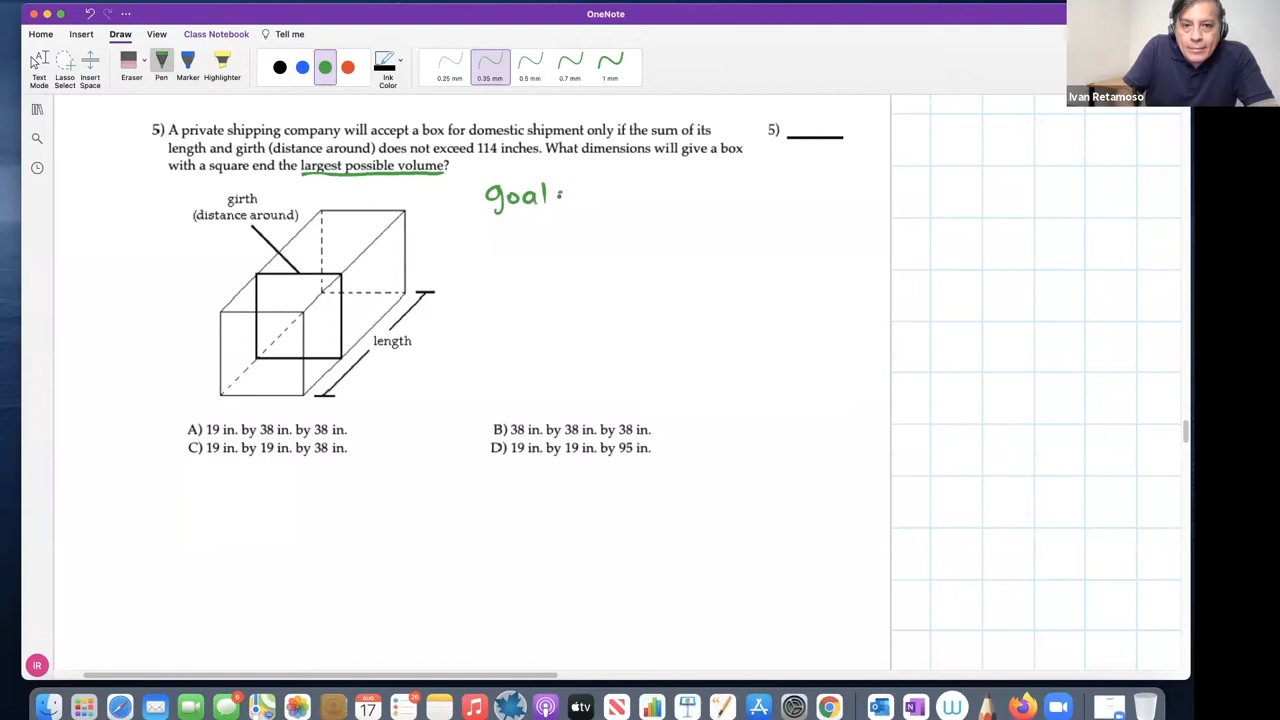 OneNote
Home Insert Draw View Class Notebook Tell me
Text Mode
Lasso Select
Insert Space
Eraser
Pen
Marker
Highlighter
Ink Color
0.25 mm
0.35 mm
0.5 mm
0.7 mm
1 mm
Ivan Retamoso
5) A private shipping company will accept a box for domestic shipment only if the sum of its
length and girth (distance around) does not exceed 114 inches. What dimensions will give a box
with a square end the largest possible volume?
5)
goal :
girth
(distance around)
length
A) 19 in. by 38 in. by 38 in.
B) 38 in. by 38 in. by 38 in.
C) 19 in. by 19 in. by 38 in.
D) 19 in. by 19 in. by 95 in.
IR
6
AUG
17
26
tv